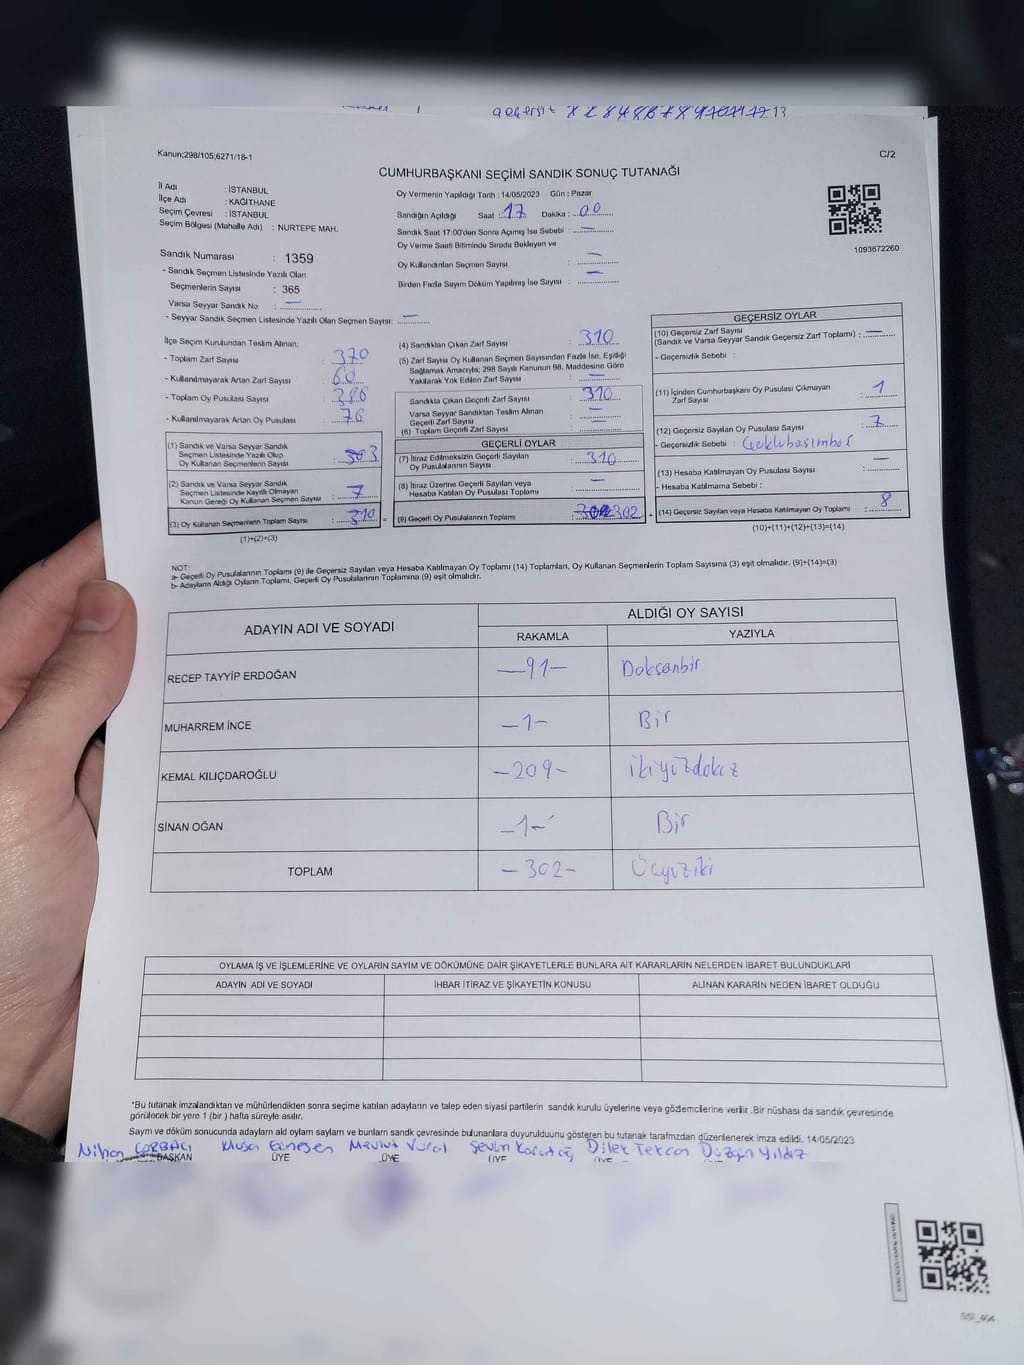 Kanun;298/105;6271/18-1
C/2
CUMHURBAŞKANI SEÇİMİ SANDIK SONUÇ TUTANAĞI
İl Adı : İSTANBUL
İlçe Adı : KAĞITHANE
Seçim Çevresi : İSTANBUL
Seçim Bölgesi (Mahalle Adı) : NURTEPE MAH.
Oy Vermenin Yapıldığı Tarih : 14/05/2023 Gün : Pazar
Sandığın Açıldığı Saat : 17 Dakika : 00
Sandık Saat 17:00'den Sonra Açılmış İse Sebebi : —
Oy Verme Saati Bitiminde Sırada Bekleyen ve
Oy Kullandırılan Seçmen Sayısı : —
Birden Fazla Sayım Döküm Yapılmış İse Sayısı : —
1093672260
Sandık Numarası : 1359
- Sandık Seçmen Listesinde Yazılı Olan
Seçmenlerin Sayısı : 365
Varsa Seyyar Sandık No : —
- Seyyar Sandık Seçmen Listesinde Yazılı Olan Seçmen Sayısı: —
İlçe Seçim Kurulundan Teslim Alınan;
- Toplam Zarf Sayısı : 370
- Kullanılmayarak Artan Zarf Sayısı : 60
- Toplam Oy Pusulası Sayısı : 386
- Kullanılmayarak Artan Oy Pusulası : 76
(1) Sandık ve Varsa Seyyar Sandık
Seçmen Listesinde Yazılı Olup
Oy Kullanan Seçmenlerin Sayısı : 303
(2) Sandık ve Varsa Seyyar Sandık
Seçmen Listesinde Kayıtlı Olmayan
Kanun Gereği Oy Kullanan Seçmen Sayısı : 7
(3) Oy Kullanan Seçmenlerin Toplam Sayısı : 310 =
(1)+(2)=(3)
(4) Sandıktan Çıkan Zarf Sayısı : 310
(5) Zarf Sayısı Oy Kullanan Seçmen Sayısından Fazla İse, Eşitliği
Sağlamak Amacıyla; 298 Sayılı Kanunun 98. Maddesine Göre
Yakılarak Yok Edilen Zarf Sayısı : —
Sandıkta Çıkan Geçerli Zarf Sayısı : 310
Varsa Seyyar Sandıktan Teslim Alınan
Geçerli Zarf Sayısı : —
(6) Toplam Geçerli Zarf Sayısı : —
GEÇERLİ OYLAR
(7) İtiraz Edilmeksizin Geçerli Sayılan
Oy Pusulalarının Sayısı : 310
(8) İtiraz Üzerine Geçerli Sayılan veya
Hesaba Katılan Oy Pusulası Toplamı : —
(9) Geçerli Oy Pusulalarının Toplamı : 302 +
GEÇERSİZ OYLAR
(10) Geçersiz Zarf Sayısı
(Sandık ve Varsa Seyyar Sandık Geçersiz Zarf Toplamı) : —
- Geçersizlik Sebebi :
(11) İçinden Cumhurbaşkanı Oy Pusulası Çıkmayan
Zarf Sayısı : 1
(12) Geçersiz Sayılan Oy Pusulası Sayısı : 7
- Geçersizlik Sebebi :
(13) Hesaba Katılmayan Oy Pusulası Sayısı : —
- Hesaba Katılmama Sebebi :
(14) Geçersiz Sayılan veya Hesaba Katılmayan Oy Toplamı : 8
(10)+(11)+(12)+(13)=(14)
NOT:
a- Geçerli Oy Pusulalarının Toplamı (9) ile Geçersiz Sayılan veya Hesaba Katılmayan Oy Toplamı (14) Toplamları, Oy Kullanan Seçmenlerin Toplam Sayısına (3) eşit olmalıdır. (9)+(14)=(3)
b- Adayların Aldığı Oyların Toplamı, Geçerli Oy Pusulalarının Toplamına (9) eşit olmalıdır.
ADAYIN ADI VE SOYADI
ALDIĞI OY SAYISI
RAKAMLA YAZIYLA
RECEP TAYYİP ERDOĞAN —91— Doksanbir
MUHARREM İNCE —1— Bir
KEMAL KILIÇDAROĞLU —209— ikiyüzdokuz
SİNAN OĞAN —1— Bir
TOPLAM —302— Üçyüziki
OYLAMA İŞ VE İŞLEMLERİNE VE OYLARIN SAYIM VE DÖKÜMÜNE DAİR ŞİKAYETLERLE BUNLARA AİT KARARLARIN NELERDEN İBARET BULUNDUKLARI
ADAYIN ADI VE SOYADI İHBAR İTİRAZ VE ŞİKAYETİN KONUSU ALINAN KARARIN NEDEN İBARET OLDUĞU
*Bu tutanak imzalandıktan ve mühürlendikten sonra seçime katılan adayların ve talep eden siyasi partilerin sandık kurulu üyelerine veya gözlemcilerine verilir .Bir nüshası da sandık çevresinde
görülecek bir yere 1 (bir ) hafta süreyle asılır.
Sayım ve döküm sonucunda adayların ald oyların sayıların ve bunların sandk çevresinde bulunanlara duyurulduunu gösteren bu tutanak tarafımızdan düzenlenerek imza edildi. 14/05/2023
Nihan ÇORBACI Musa Mevlut Vural Sevim Karataş Dilek Tekcan Düzgün Yıldız
BAŞKAN ÜYE ÜYE ÜYE ÜYE